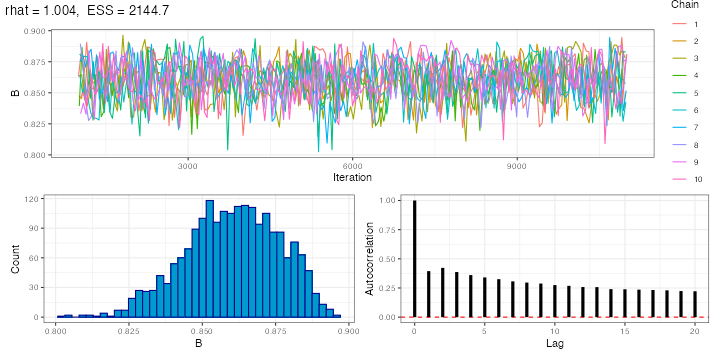 rhat = 1.004, ESS = 2144.7
Chain
1
2
3
4
5
6
7
8
9
10
0.900
0.875
0.850
0.825
0.800
B
3000 6000 9000
Iteration
120
90
60
30
0
Count
0.800 0.825 0.850 0.875 0.900
B
1.00
0.75
0.50
0.25
0.00
Autocorrelation
0 5 10 15 20
Lag